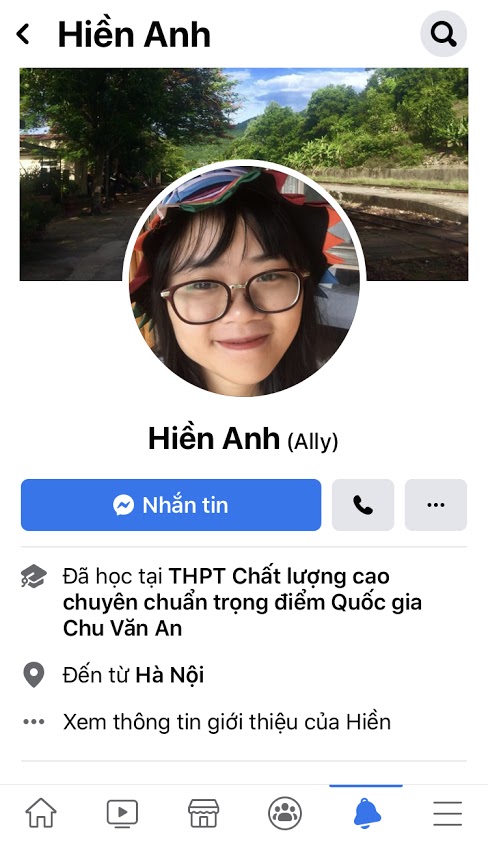 Hiền Anh
Hiền Anh (Ally)
Nhắn tin
Đã học tại THPT Chất lượng cao
chuyên chuẩn trọng điểm Quốc gia
Chu Văn An
Đến từ Hà Nội
Xem thông tin giới thiệu của Hiền